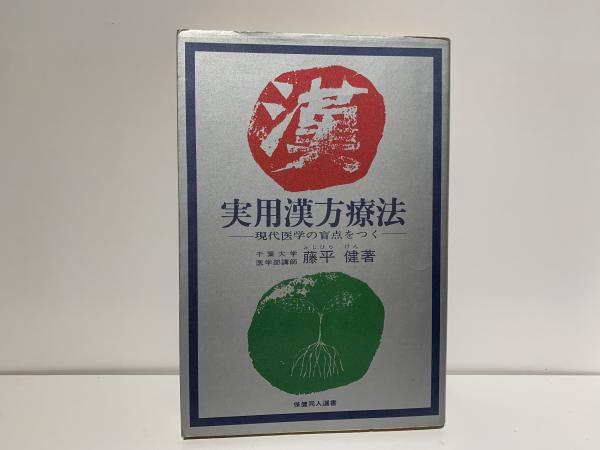 漢
実用漢方療法
―現代医学の盲点をつく―
千葉大学
医学部講師
ふじひら けん
藤平 健著
保健同人選書